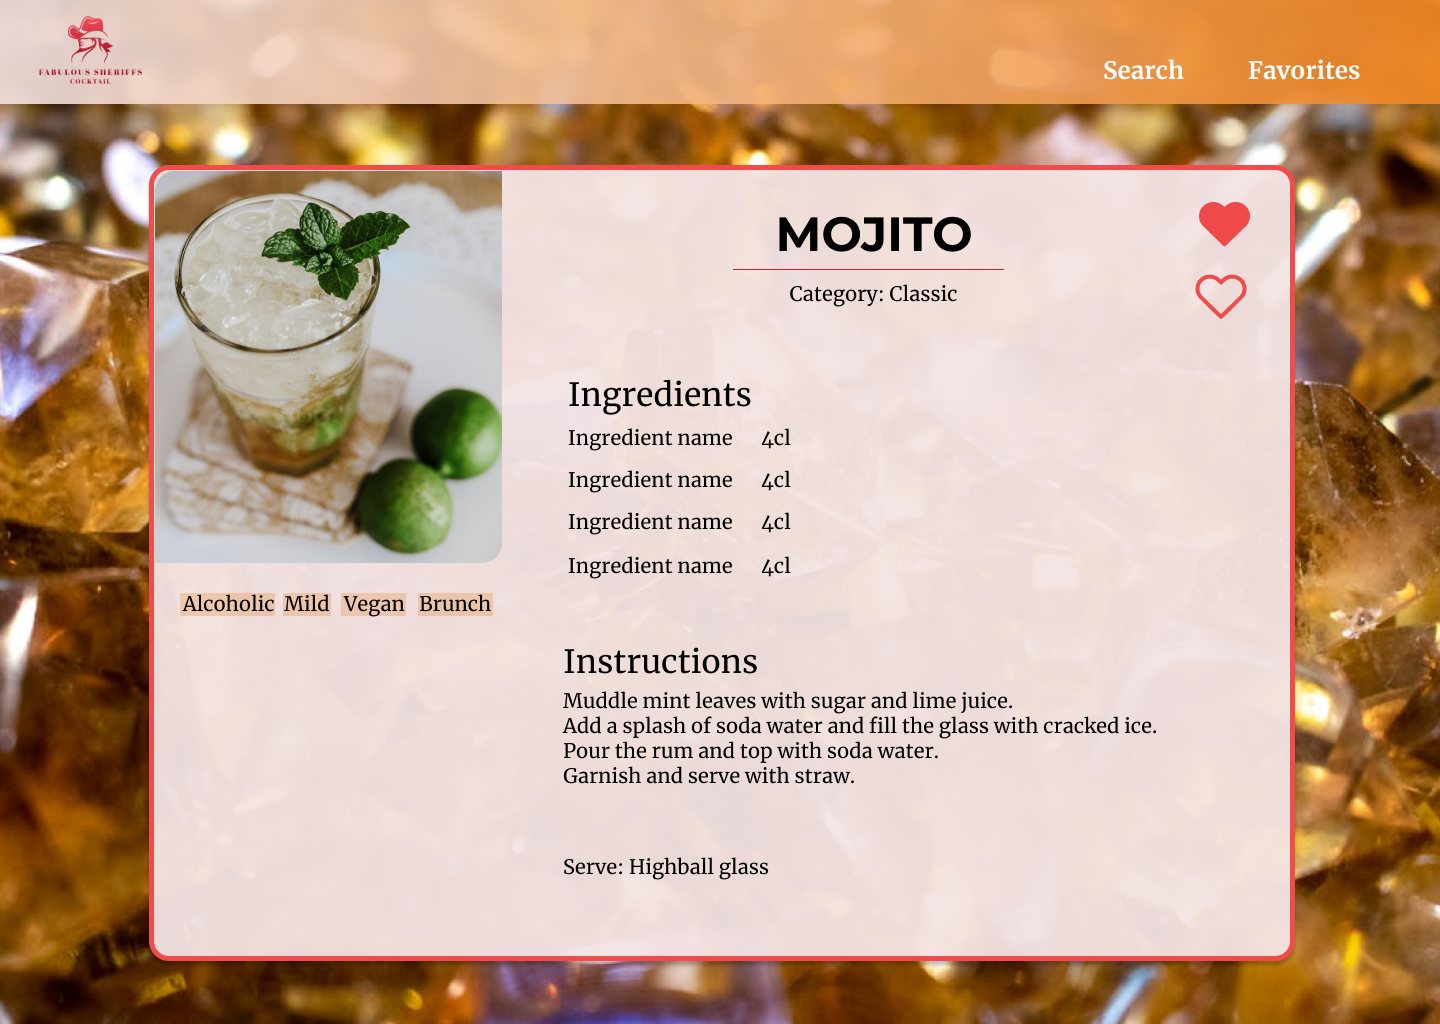 FABULOUS SHERIFFS
COCKTAIL
Search
Favorites
MOJITO
Category: Classic
Ingredients
Ingredient name 4cl
Ingredient name 4cl
Ingredient name 4cl
Ingredient name 4cl
Alcoholic Mild Vegan Brunch
Instructions
Muddle mint leaves with sugar and lime juice.
Add a splash of soda water and fill the glass with cracked ice.
Pour the rum and top with soda water.
Garnish and serve with straw.
Serve: Highball glass